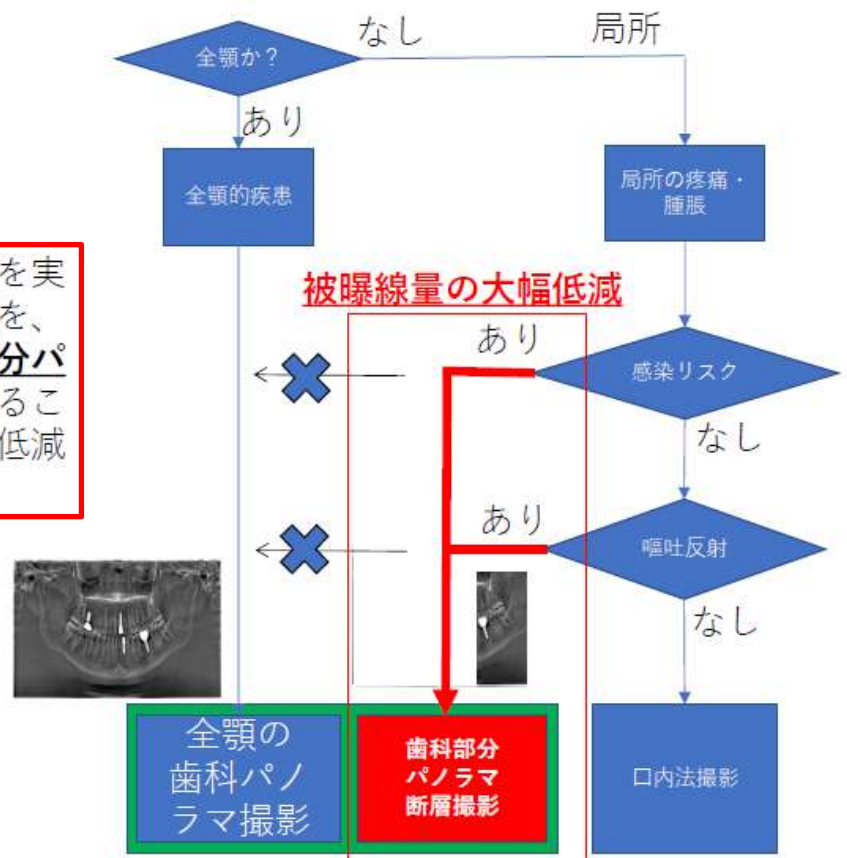 全顎か?
なし
局所
あり
全顎的疾患
局所の疼痛・
腫脹
を実
を、
分パ
るこ
低減
被曝線量の大幅低減
あり
感染リスク
なし
あり
嘔吐反射
なし
全顎の
歯科パノ
ラマ撮影
歯科部分
パノラマ
断層撮影
口内法撮影